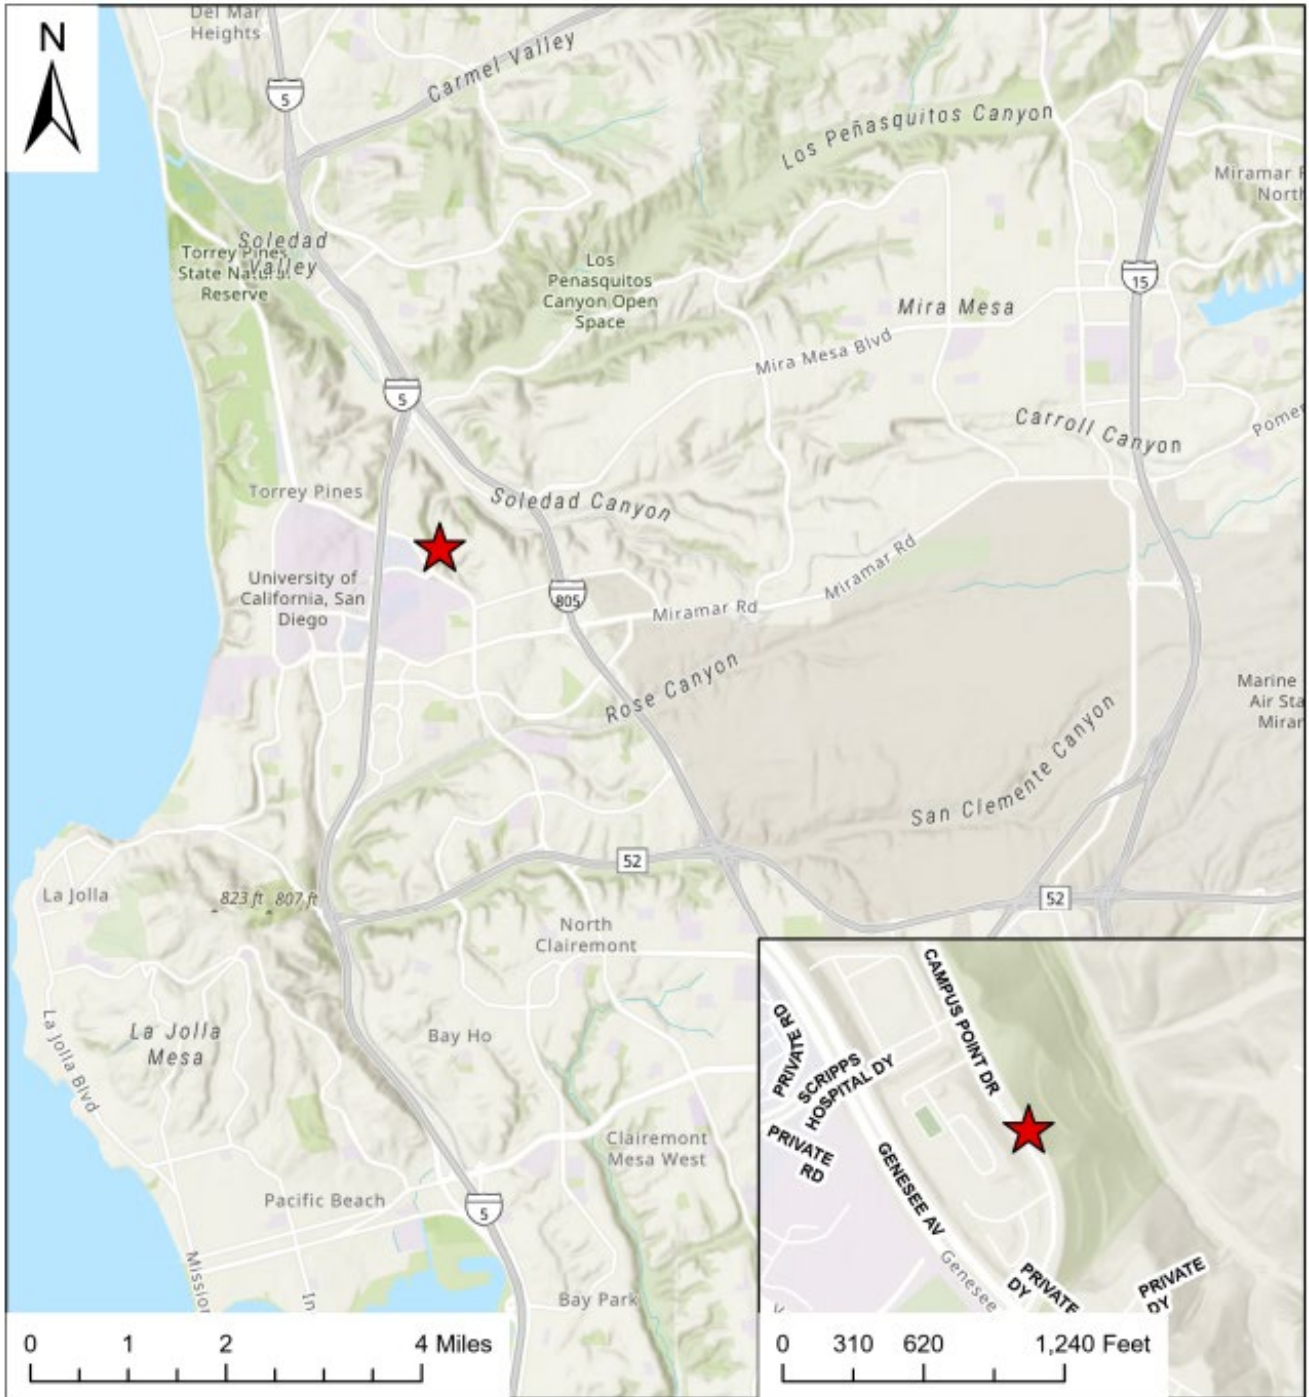 Del Mar
Heights
N
5
Carmel Valley
Los Peñasquitos Canyon
Miramar R
North
Soledad
Valley
Torrey Pines
State Natural
Reserve
Los
Penasquitos
Canyon Open
Space
15
Mira Mesa
Mira Mesa Blvd
5
Carroll Canyon
Pomer
Torrey Pines
Soledad Canyon
University of
California, San
Diego
805
Miramar Rd
Miramar Rd
Rose Canyon
Marine
Air Sta
Mirar
San Clemente Canyon
52
52
La Jolla
823 ft
807 ft
North
Clairemont
La Jolla Blvd
La Jolla
Mesa
Bay Ho
Clairemont
Mesa West
Pacific Beach
5
Mission
In
Bay Park
0 1 2 4 Miles
CAMPUS POINT DR
PRIVATE RD
SCRIPPS
HOSPITAL DY
PRIVATE
RD
GENESEE AV
Genesee
PRIVATE
DY
PRIVATE
PRIVATE
DY
0 310 620 1,240 Feet